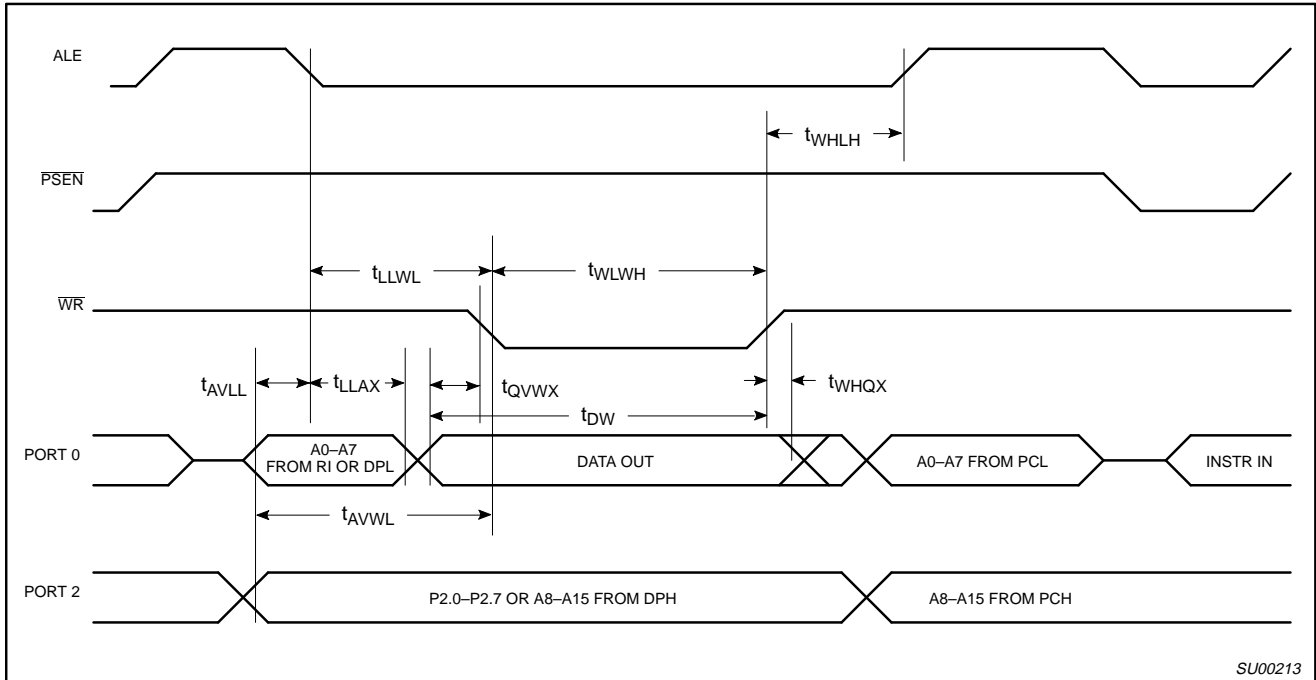 ALE
tWHLH
PSEN
tLLWL
tWLWH
WR
tAVLL
tLLAX
tQVWX
tWHQX
tDW
PORT 0
A0–A7
FROM RI OR DPL
DATA OUT
A0–A7 FROM PCL
INSTR IN
tAVWL
PORT 2
P2.0–P2.7 OR A8–A15 FROM DPH
A8–A15 FROM PCH
SU00213